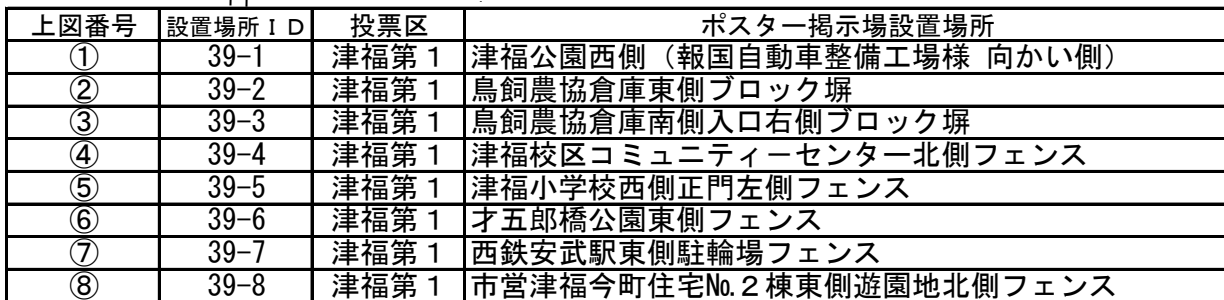 上図番号 設置場所ＩＤ 投票区 ポスター掲示場設置場所
① 39-1 津福第１ 津福公園西側（報国自動車整備工場様 向かい側）
② 39-2 津福第１ 鳥飼農協倉庫東側ブロック塀
③ 39-3 津福第１ 鳥飼農協倉庫南側入口右側ブロック塀
④ 39-4 津福第１ 津福校区コミュニティーセンター北側フェンス
⑤ 39-5 津福第１ 津福小学校西側正門左側フェンス
⑥ 39-6 津福第１ 才五郎橋公園東側フェンス
⑦ 39-7 津福第１ 西鉄安武駅東側駐輪場フェンス
⑧ 39-8 津福第１ 市営津福今町住宅№２棟東側遊園地北側フェンス